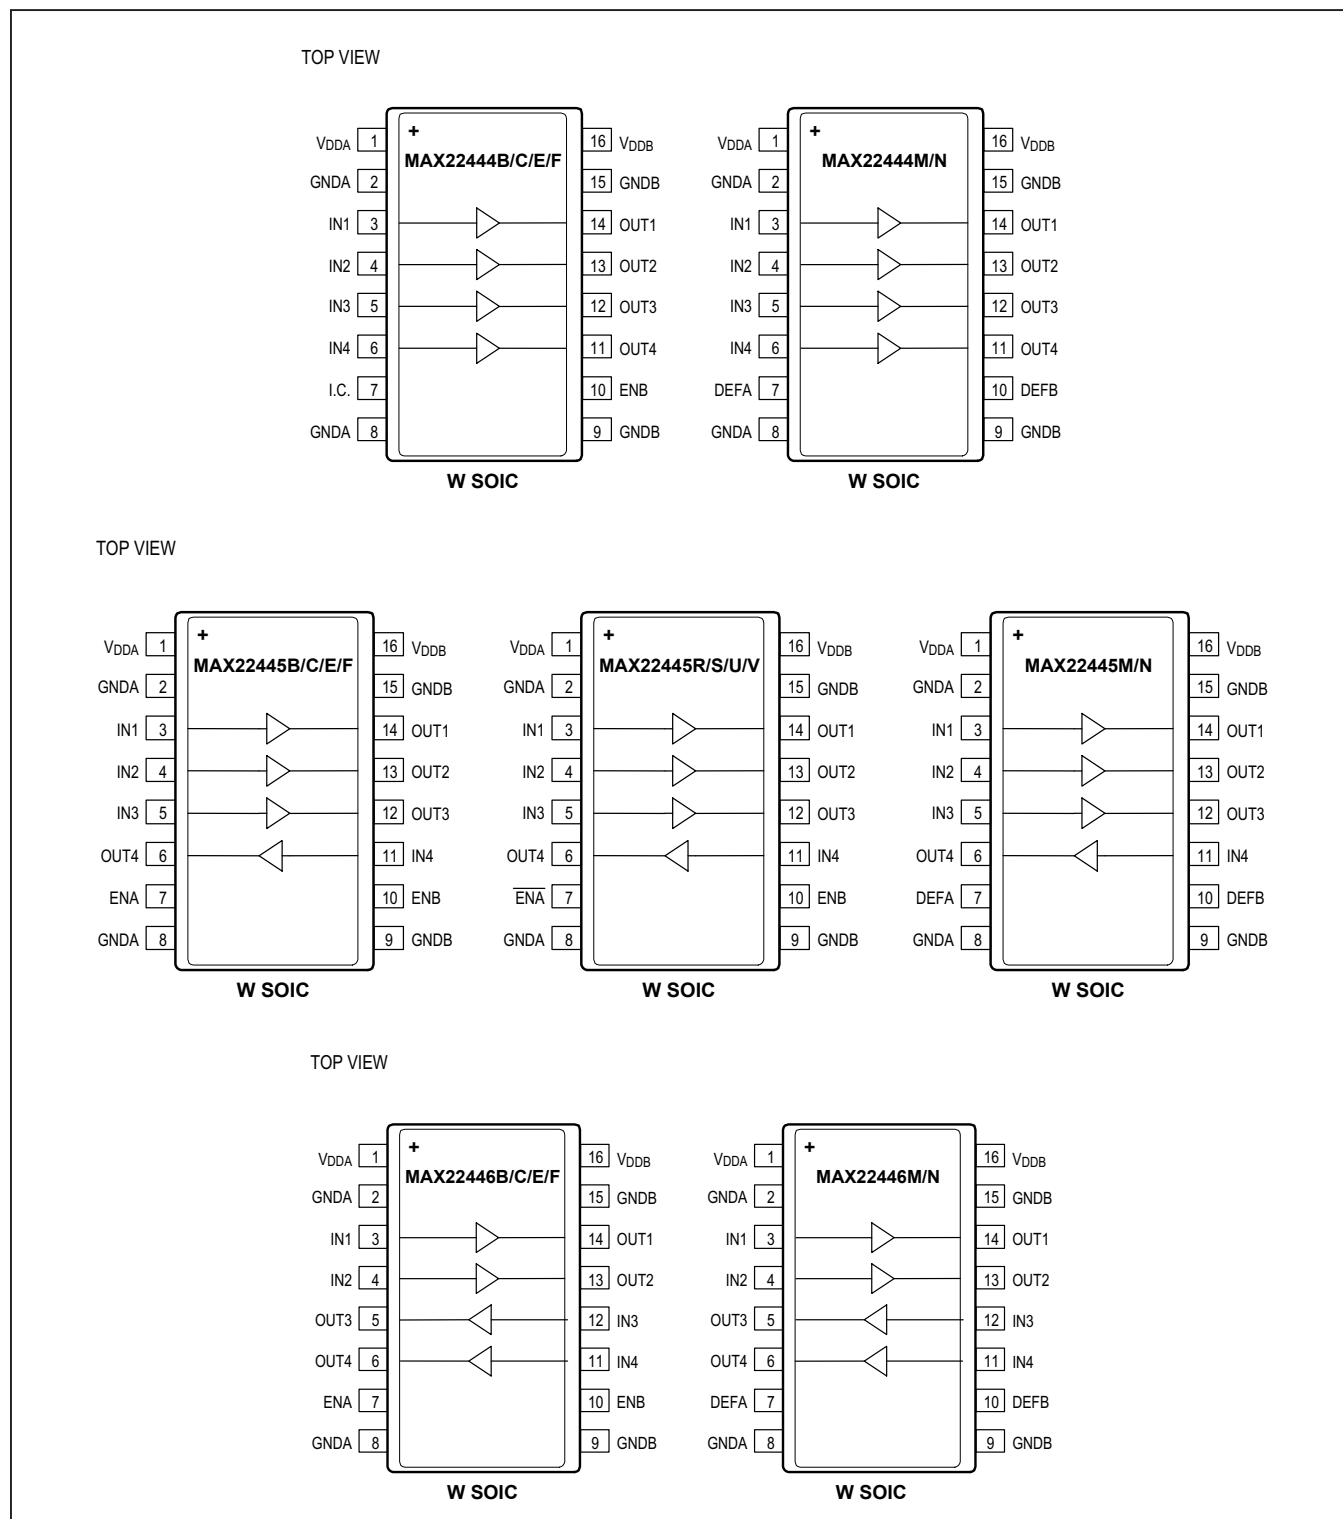 TOP VIEW
+ +
MAX22444B/C/E/F MAX22444M/N
VDDA 1 16 VDDB VDDA 1 16 VDDB
GNDA 2 15 GNDB GNDA 2 15 GNDB
IN1 3 14 OUT1 IN1 3 14 OUT1
IN2 4 13 OUT2 IN2 4 13 OUT2
IN3 5 12 OUT3 IN3 5 12 OUT3
IN4 6 11 OUT4 IN4 6 11 OUT4
I.C. 7 10 ENB DEFA 7 10 DEFB
GNDA 8 9 GNDB GNDA 8 9 GNDB
W SOIC W SOIC
TOP VIEW
+ + +
VDDA 1 16 VDDB VDDA 1 16 VDDB VDDA 1 16 VDDB
MAX22445B/C/E/F MAX22445R/S/U/V MAX22445M/N
GNDA 2 15 GNDB GNDA 2 15 GNDB GNDA 2 15 GNDB
IN1 3 14 OUT1 IN1 3 14 OUT1 IN1 3 14 OUT1
IN2 4 13 OUT2 IN2 4 13 OUT2 IN2 4 13 OUT2
IN3 5 12 OUT3 IN3 5 12 OUT3 IN3 5 12 OUT3
OUT4 6 11 IN4 OUT4 6 11 IN4 OUT4 6 11 IN4
ENA 7 10 ENB E̅N̅A̅ 7 10 ENB DEFA 7 10 DEFB
GNDA 8 9 GNDB GNDA 8 9 GNDB GNDA 8 9 GNDB
W SOIC W SOIC W SOIC
TOP VIEW
+ +
VDDA 1 16 VDDB VDDA 1 16 VDDB
MAX22446B/C/E/F MAX22446M/N
GNDA 2 15 GNDB GNDA 2 15 GNDB
IN1 3 14 OUT1 IN1 3 14 OUT1
IN2 4 13 OUT2 IN2 4 13 OUT2
OUT3 5 12 IN3 OUT3 5 12 IN3
OUT4 6 11 IN4 OUT4 6 11 IN4
ENA 7 10 ENB DEFA 7 10 DEFB
GNDA 8 9 GNDB GNDA 8 9 GNDB
W SOIC W SOIC